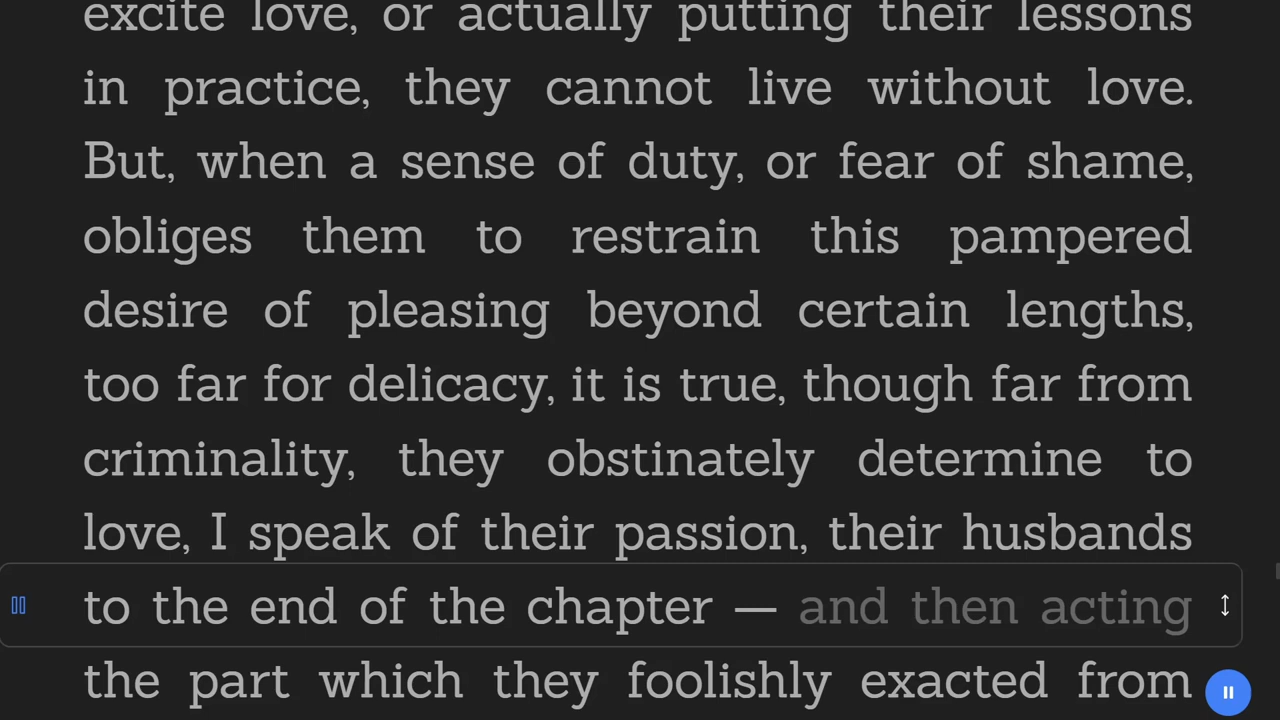 excite love, or actually putting their lessons
in practice, they cannot live without love.
But, when a sense of duty, or fear of shame,
obliges them to restrain this pampered
desire of pleasing beyond certain lengths,
too far for delicacy, it is true, though far from
criminality, they obstinately determine to
love, I speak of their passion, their husbands
to the end of the chapter — and then acting
the part which they foolishly exacted from